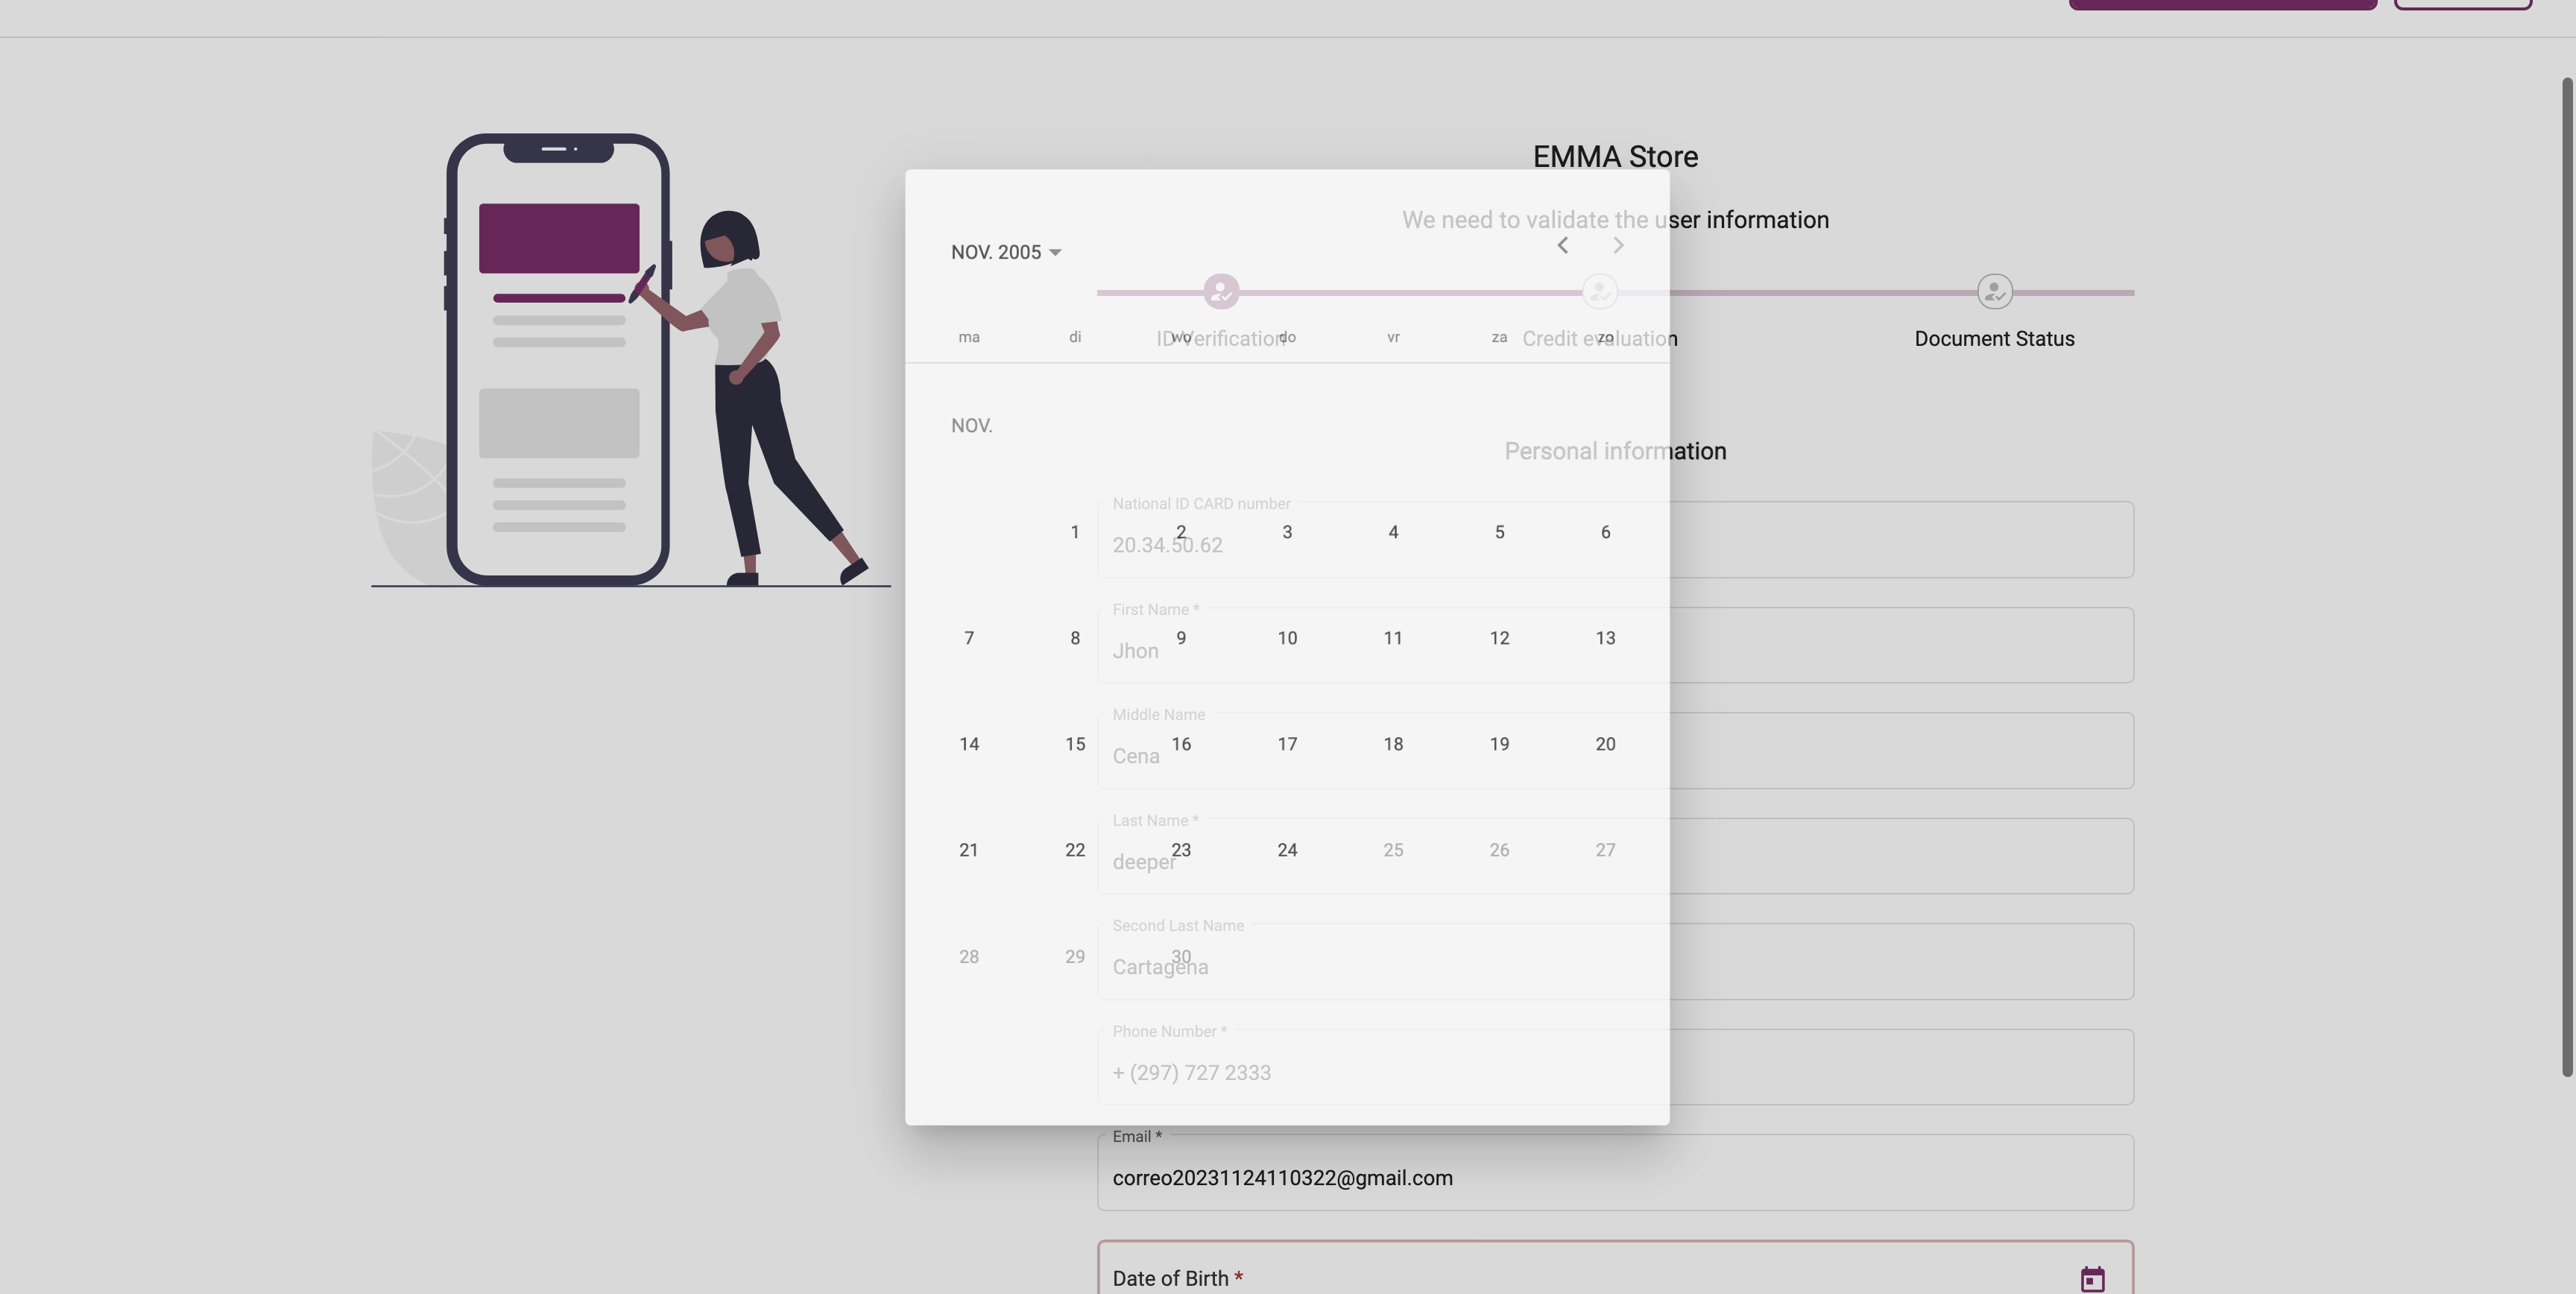 EMMA Store
We need to validate the user information
NOV. 2005
ID Verification
Credit evaluation
Document Status
ma di wo do vr za zo
NOV.
Personal information
National ID CARD number
20.34.50.62
1 2 3 4 5 6
First Name *
Jhon
7 8 9 10 11 12 13
Middle Name
Cena
14 15 16 17 18 19 20
Last Name *
deeper
21 22 23 24 25 26 27
Second Last Name
Cartagena
28 29 30
Phone Number *
+ (297) 727 2333
Email *
correo20231124110322@gmail.com
Date of Birth *